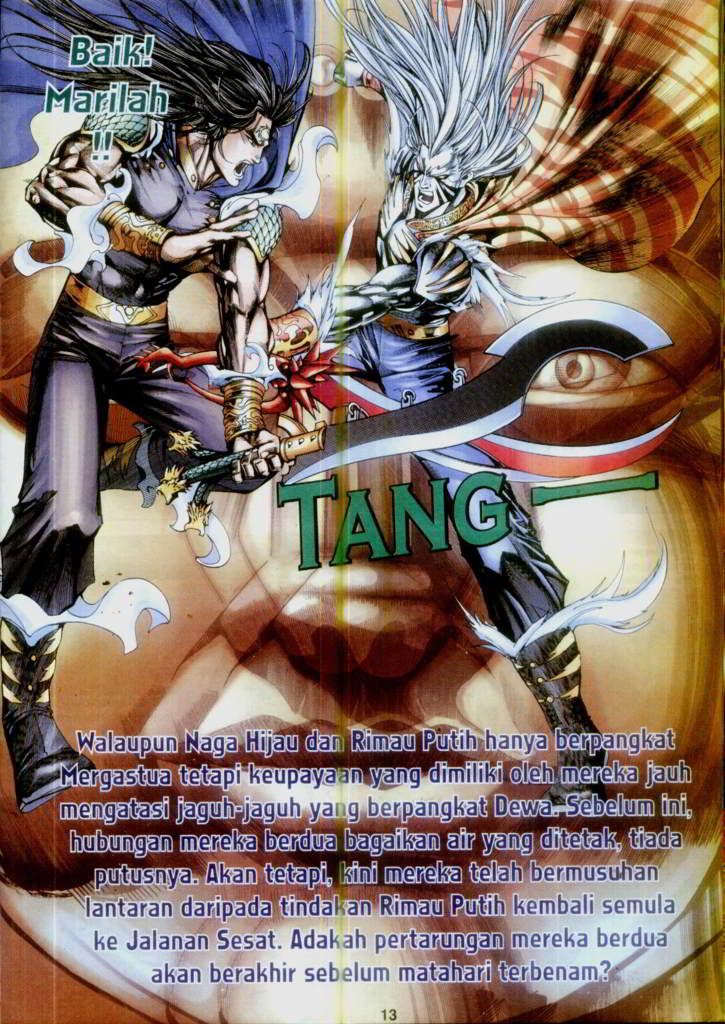 Baik!
Marilah
!!
TANG—
Walaupun Naga Hijau dan Rimau Putih hanya berpangkat
Mergastua tetapi keupayaan yang dimiliki oleh mereka jauh
mengatasi jaguh-jaguh yang berpangkat Dewa. Sebelum ini,
hubungan mereka berdua bagaikan air yang ditetak, tiada
putusnya. Akan tetapi, kini mereka telah bermusuhan
lantaran daripada tindakan Rimau Putih kembali semula
ke Jalanan Sesat. Adakah pertarungan mereka berdua
akan berakhir sebelum matahari terbenam?
13